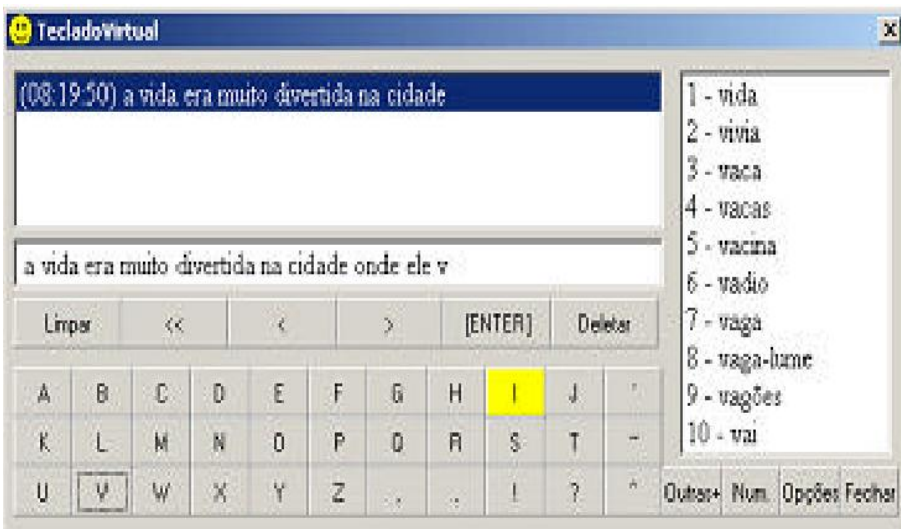 TecladoVirtual
(08:19:50) a vida era muito divertida na cidade
a vida era muito divertida na cidade onde ele v
Limpar << < > [ENTER] Deletar
A B C D E F G H I J '
K L M N O P Q R S T ~
U V W X Y Z , . ! ? ^
1 - vida
2 - vivia
3 - vaca
4 - vacas
5 - vacina
6 - vadio
7 - vaga
8 - vaga-lume
9 - vagões
10 - vai
Outras+ Num. Opções Fechar